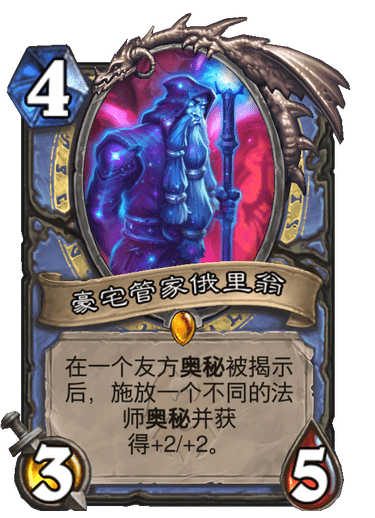 4
豪宅管家俄里翁
在一个友方奥秘被揭示
后，施放一个不同的法
师奥秘并获
得+2/+2。
3
5